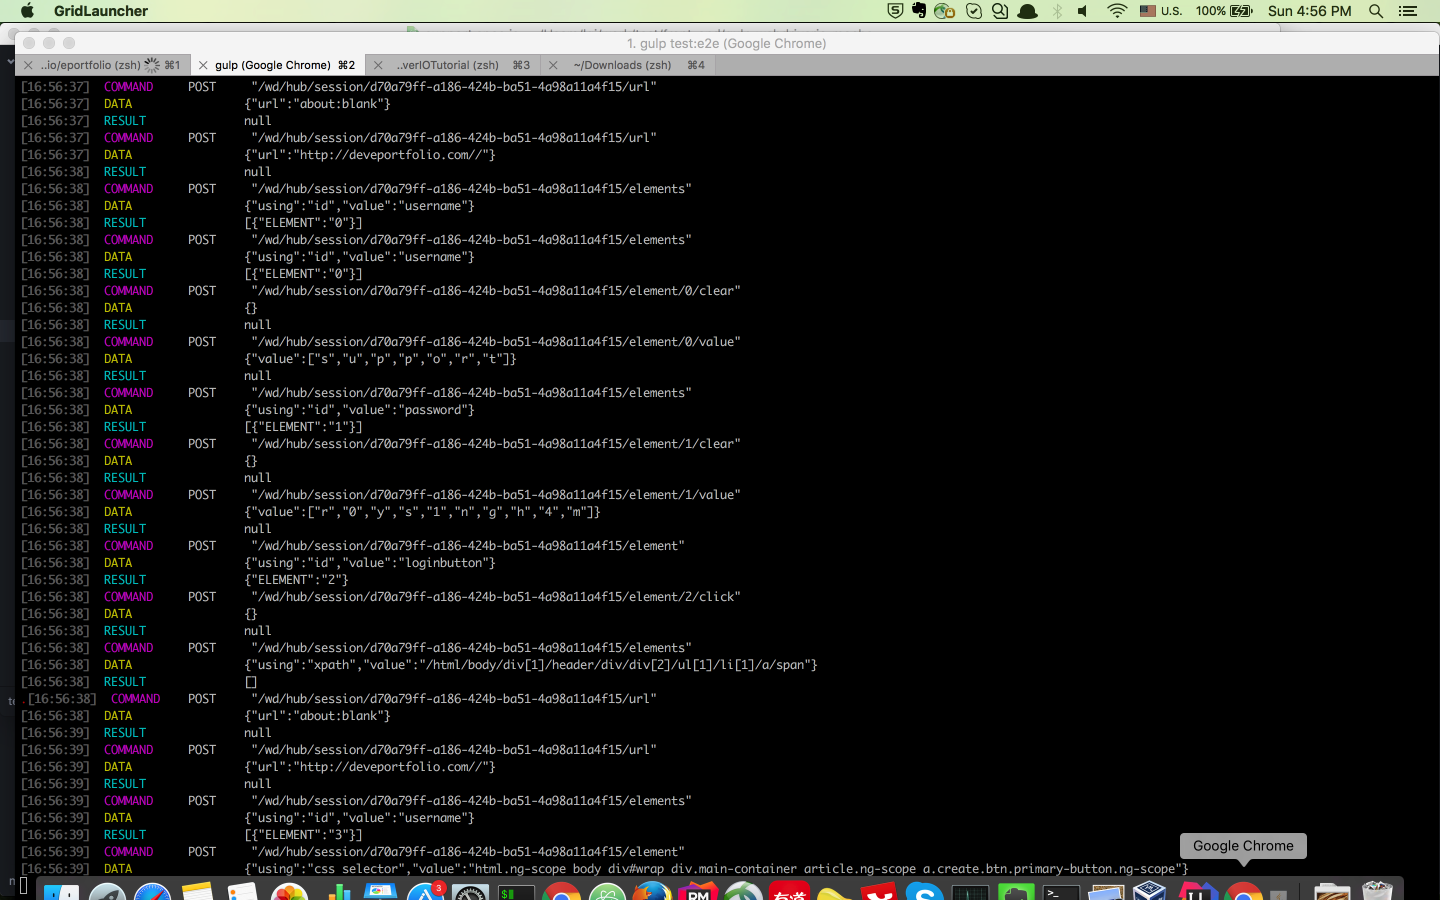 GridLauncher
U.S.
100%
Sun 4:56 PM
1. gulp test:e2e (Google Chrome)
..io/eportfolio (zsh) ⌘1
gulp (Google Chrome) ⌘2
..verIOTutorial (zsh) ⌘3
~/Downloads (zsh) ⌘4
[16:56:37] COMMAND POST "/wd/hub/session/d70a79ff-a186-424b-ba51-4a98a11a4f15/url"
[16:56:37] DATA {"url":"about:blank"}
[16:56:37] RESULT null
[16:56:37] COMMAND POST "/wd/hub/session/d70a79ff-a186-424b-ba51-4a98a11a4f15/url"
[16:56:37] DATA {"url":"http://deveportfolio.com//"}
[16:56:38] RESULT null
[16:56:38] COMMAND POST "/wd/hub/session/d70a79ff-a186-424b-ba51-4a98a11a4f15/elements"
[16:56:38] DATA {"using":"id","value":"username"}
[16:56:38] RESULT [{"ELEMENT":"0"}]
[16:56:38] COMMAND POST "/wd/hub/session/d70a79ff-a186-424b-ba51-4a98a11a4f15/elements"
[16:56:38] DATA {"using":"id","value":"username"}
[16:56:38] RESULT [{"ELEMENT":"0"}]
[16:56:38] COMMAND POST "/wd/hub/session/d70a79ff-a186-424b-ba51-4a98a11a4f15/element/0/clear"
[16:56:38] DATA {}
[16:56:38] RESULT null
[16:56:38] COMMAND POST "/wd/hub/session/d70a79ff-a186-424b-ba51-4a98a11a4f15/element/0/value"
[16:56:38] DATA {"value":["s","u","p","p","o","r","t"]}
[16:56:38] RESULT null
[16:56:38] COMMAND POST "/wd/hub/session/d70a79ff-a186-424b-ba51-4a98a11a4f15/elements"
[16:56:38] DATA {"using":"id","value":"password"}
[16:56:38] RESULT [{"ELEMENT":"1"}]
[16:56:38] COMMAND POST "/wd/hub/session/d70a79ff-a186-424b-ba51-4a98a11a4f15/element/1/clear"
[16:56:38] DATA {}
[16:56:38] RESULT null
[16:56:38] COMMAND POST "/wd/hub/session/d70a79ff-a186-424b-ba51-4a98a11a4f15/element/1/value"
[16:56:38] DATA {"value":["r","0","y","s","1","n","g","h","4","m"]}
[16:56:38] RESULT null
[16:56:38] COMMAND POST "/wd/hub/session/d70a79ff-a186-424b-ba51-4a98a11a4f15/element"
[16:56:38] DATA {"using":"id","value":"loginbutton"}
[16:56:38] RESULT {"ELEMENT":"2"}
[16:56:38] COMMAND POST "/wd/hub/session/d70a79ff-a186-424b-ba51-4a98a11a4f15/element/2/click"
[16:56:38] DATA {}
[16:56:38] RESULT null
[16:56:38] COMMAND POST "/wd/hub/session/d70a79ff-a186-424b-ba51-4a98a11a4f15/elements"
[16:56:38] DATA {"using":"xpath","value":"/html/body/div[1]/header/div/div[2]/ul[1]/li[1]/a/span"}
[16:56:38] RESULT []
.[16:56:38] COMMAND POST "/wd/hub/session/d70a79ff-a186-424b-ba51-4a98a11a4f15/url"
[16:56:38] DATA {"url":"about:blank"}
[16:56:39] RESULT null
[16:56:39] COMMAND POST "/wd/hub/session/d70a79ff-a186-424b-ba51-4a98a11a4f15/url"
[16:56:39] DATA {"url":"http://deveportfolio.com//"}
[16:56:39] RESULT null
[16:56:39] COMMAND POST "/wd/hub/session/d70a79ff-a186-424b-ba51-4a98a11a4f15/elements"
[16:56:39] DATA {"using":"id","value":"username"}
[16:56:39] RESULT [{"ELEMENT":"3"}]
[16:56:39] COMMAND POST "/wd/hub/session/d70a79ff-a186-424b-ba51-4a98a11a4f15/element"
[16:56:39] DATA {"using":"css selector","value":"html.ng-scope body div#wrap div.main-container article.ng-scope a.create.btn.primary-button.ng-scope"}
Google Chrome
3
RM
有道